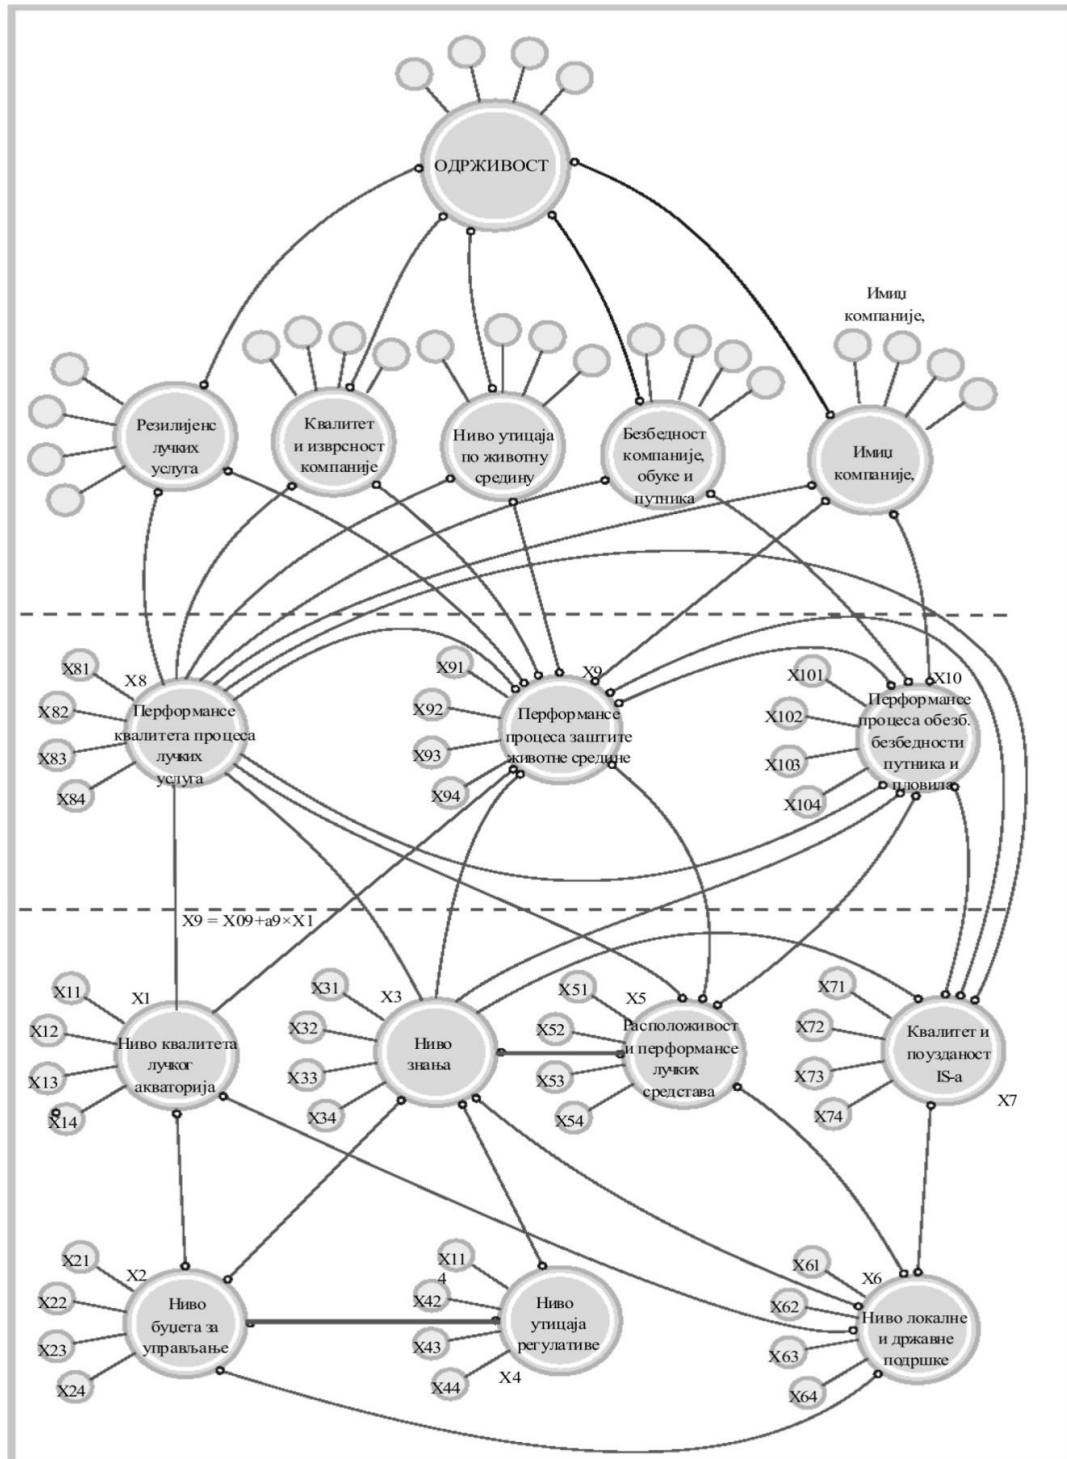 ОДРЖИВОСТ
Имиџ
компаније,
Резилијенс
лучких
услуга
Квалитет
и изврсност
компаније
Ниво утицаја
по животну
средину
Безбедност
компаније,
обуке и
путника
Имиџ
компаније,
X81
X82
X83
X84
X8
Перформансе
квалитета процеса
лучких
услуга
X91
X92
X93
X94
X9
Перформансе
процеса заштите
животне средине
X101
X102
X103
X104
X10
Перформансе
процеса обезб.
безбедности
путника и
пловила
X9 = X09+a9×X1
X11
X12
X13
X14
X1
Ниво квалитета
лучког
акваторија
X31
X32
X33
X34
X3
Ниво
знања
X51
X52
X53
X54
X5
Расположивост
и перформансе
лучких
средстава
X71
X72
X73
X74
Квалитет и
поузданост
IS-а
X7
X21
X22
X23
X24
X2
Ниво
буџета за
управљање
X11
4
X42
X43
X44
Ниво
утицаја
регулативе
X4
X61
X62
X63
X64
X6
Ниво локалне
и државне
подршке